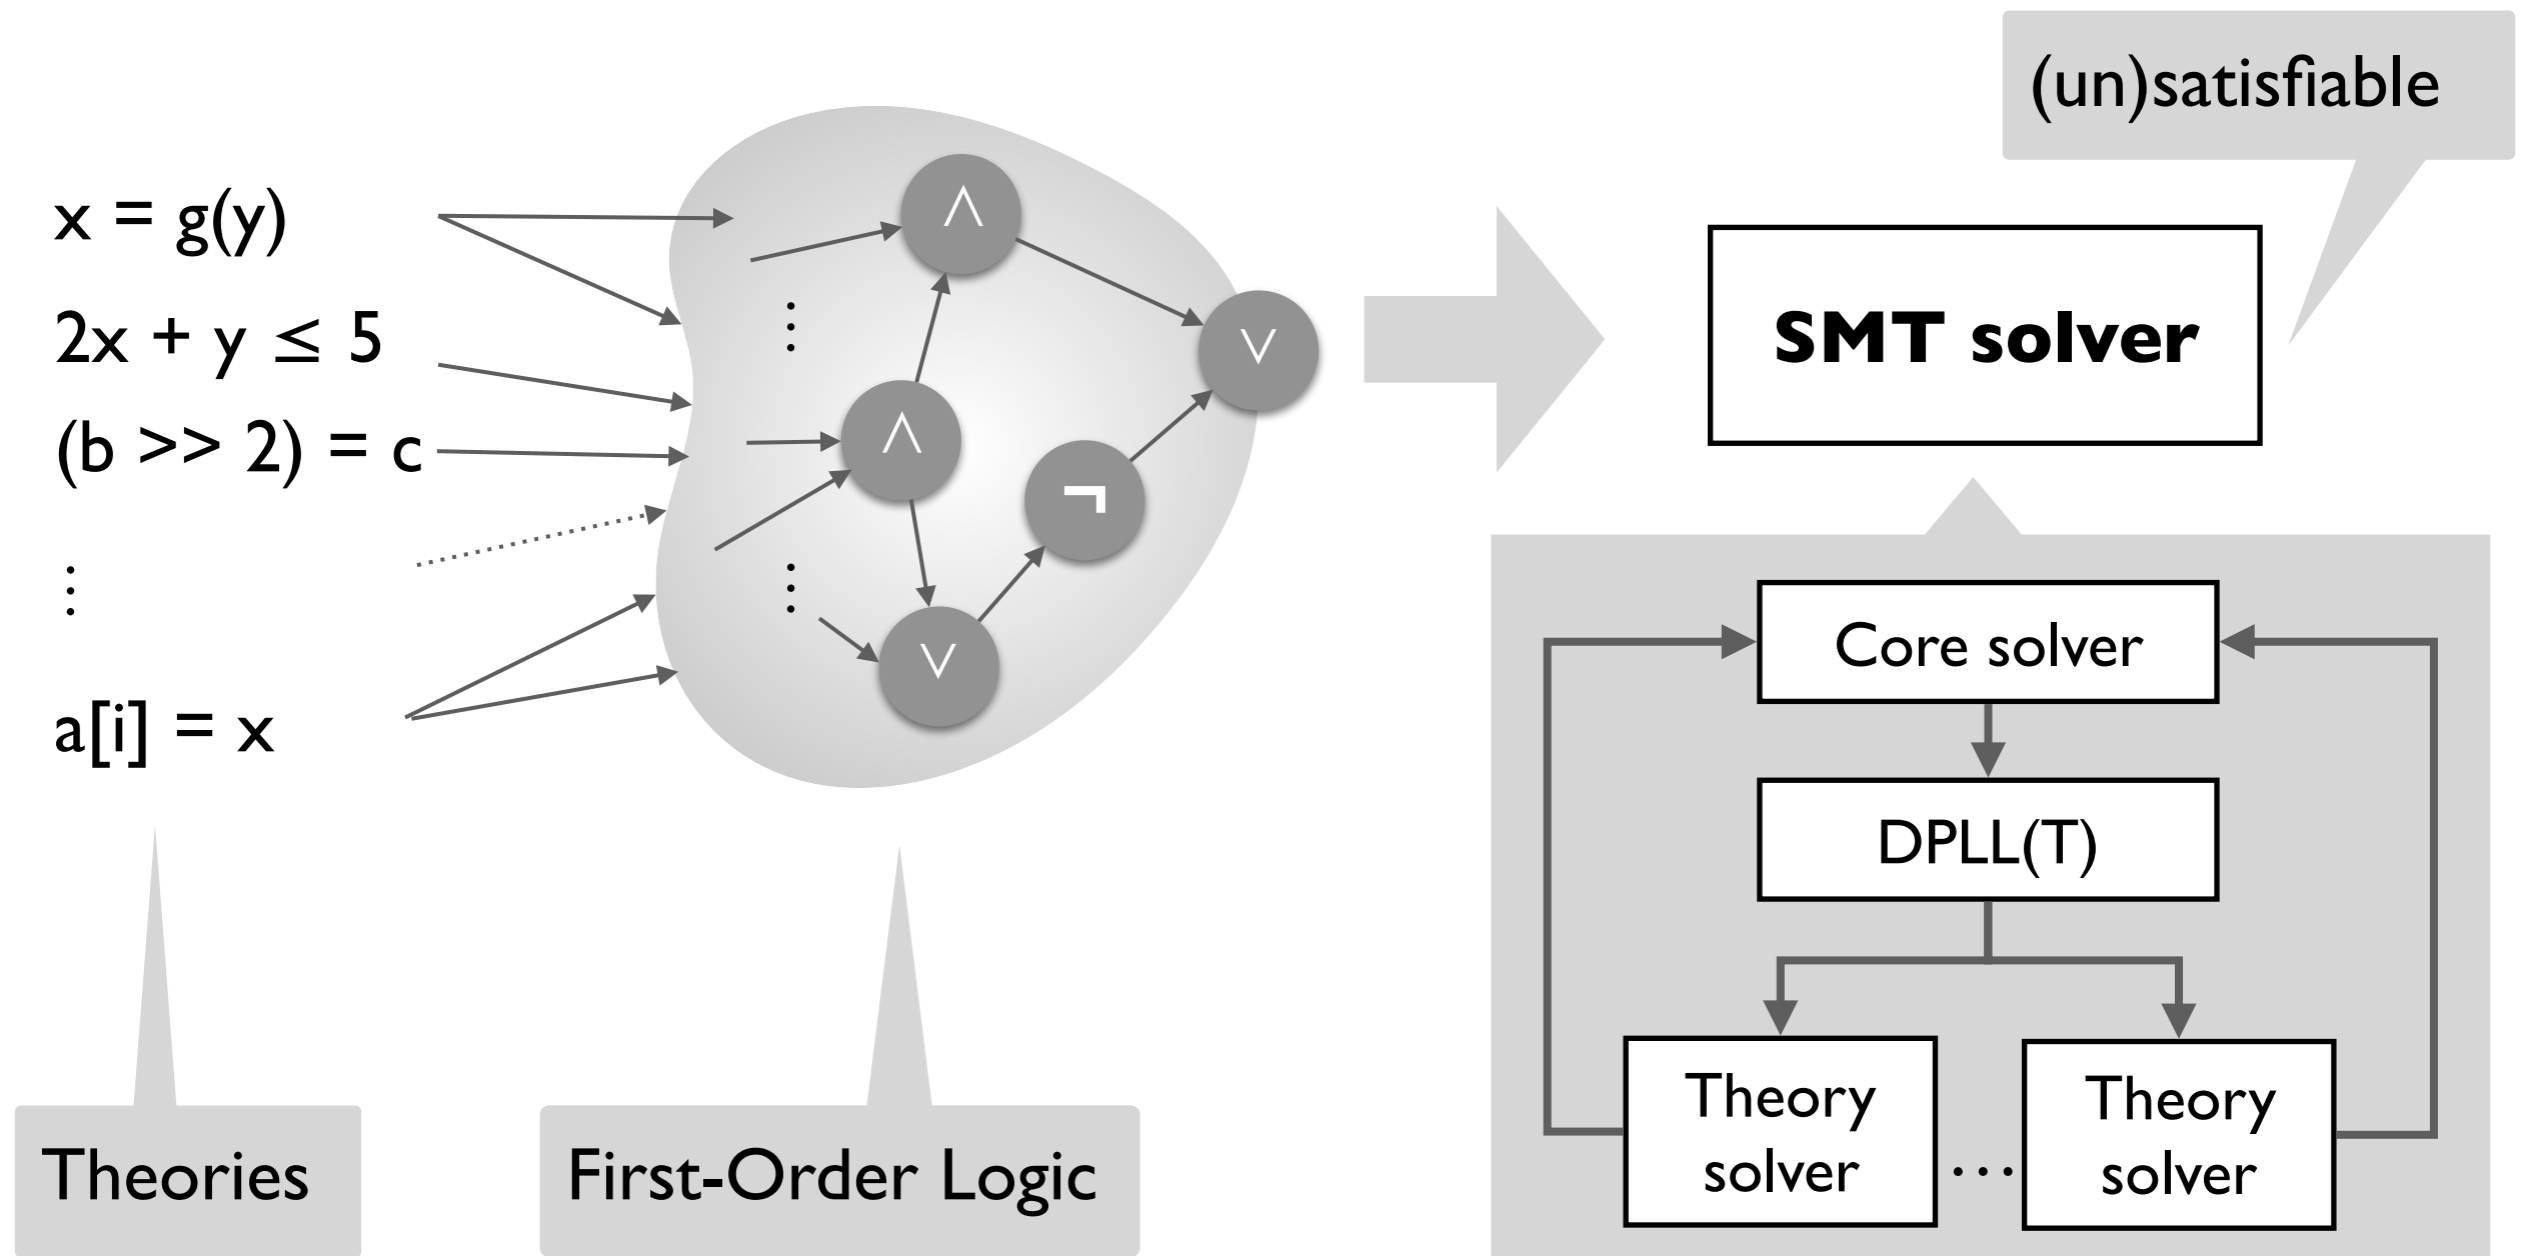 (un)satisfiable
x = g(y)
2x + y ≤ 5
(b >> 2) = c
⋮
a[i] = x
∧
⋮
∧
∨
¬
⋮
∨
SMT solver
Core solver
DPLL(T)
Theory
solver
...
Theory
solver
Theories
First-Order Logic